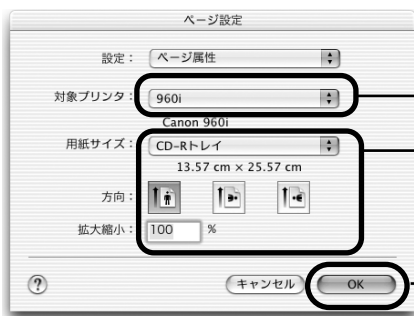 ページ設定
設定： ページ属性
対象プリンタ： 960i
Canon 960i
用紙サイズ： CD-Rトレイ
13.57 cm × 25.57 cm
方向：
拡大縮小： 100 %
? キャンセル OK